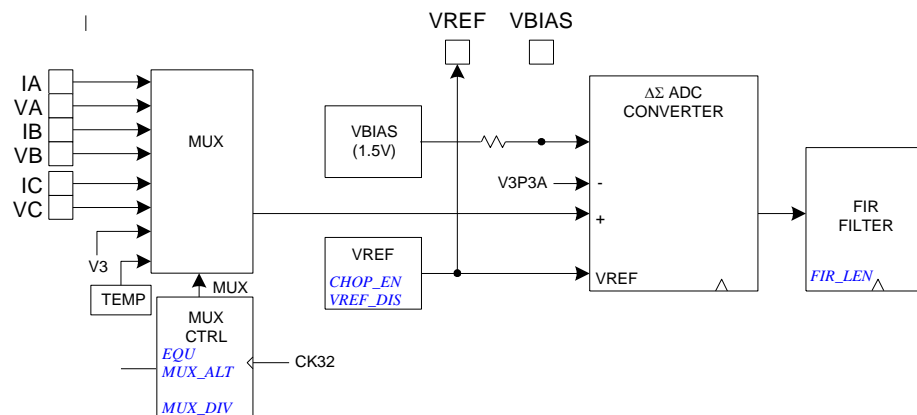 VREF VBIAS
IA
VA
IB
VB
IC
VC
V3
TEMP
MUX
MUX
MUX
CTRL
EQU
MUX_ALT
MUX_DIV
CK32
VBIAS
(1.5V)
V3P3A
VREF
CHOP_EN
VREF_DIS
ΔΣ ADC
CONVERTER
-
+
VREF
FIR
FILTER
FIR_LEN